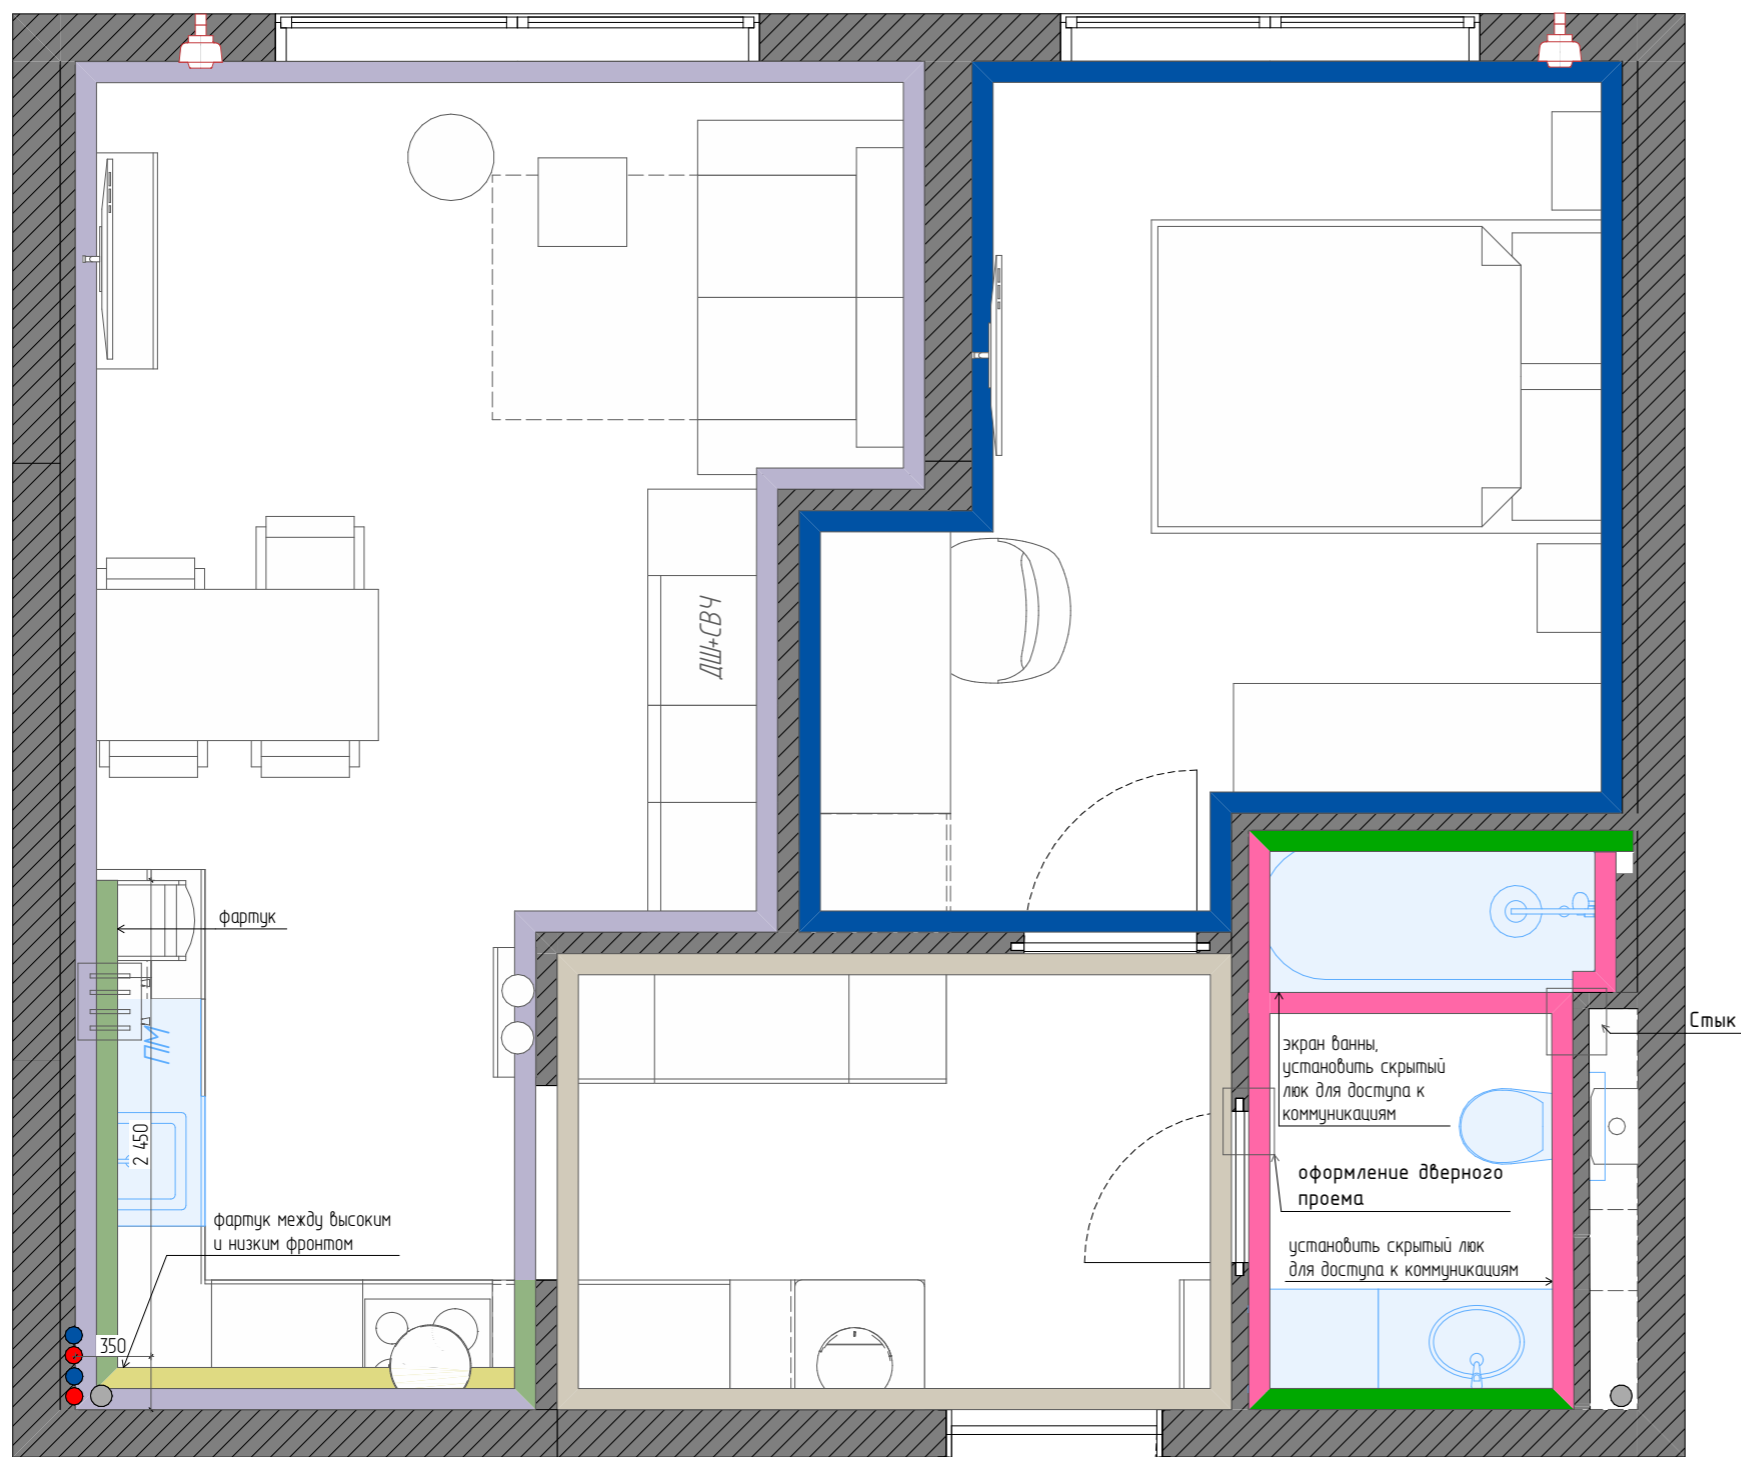 ДШ+СВЧ
фартук
ПМ
2 450
фартук между высоким
и низким фронтом
350
Стык
экран ванны,
установить скрытый
люк для доступа к
коммуникациям
оформление дверного
проема
установить скрытый люк
для доступа к коммуникациям